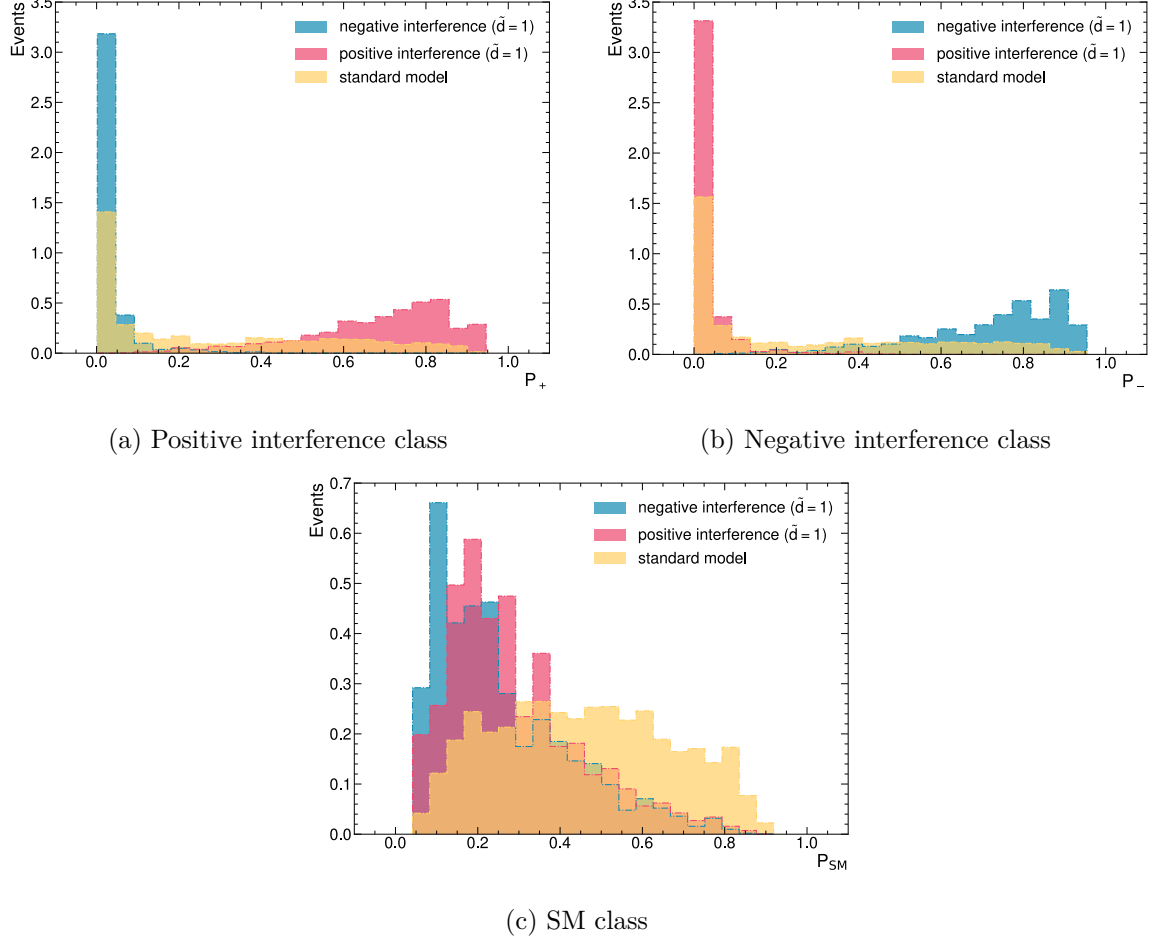 Events
negative interference (d̃ = 1)
positive interference (d̃ = 1)
standard model
3.5
3.0
2.5
2.0
1.5
1.0
0.5
0.0
0.0 0.2 0.4 0.6 0.8 1.0
P+
(a) Positive interference class
Events
negative interference (d̃ = 1)
positive interference (d̃ = 1)
standard model
3.5
3.0
2.5
2.0
1.5
1.0
0.5
0.0
0.0 0.2 0.4 0.6 0.8 1.0
P−
(b) Negative interference class
Events
negative interference (d̃ = 1)
positive interference (d̃ = 1)
standard model
0.7
0.6
0.5
0.4
0.3
0.2
0.1
0.0
0.0 0.2 0.4 0.6 0.8 1.0
PSM
(c) SM class